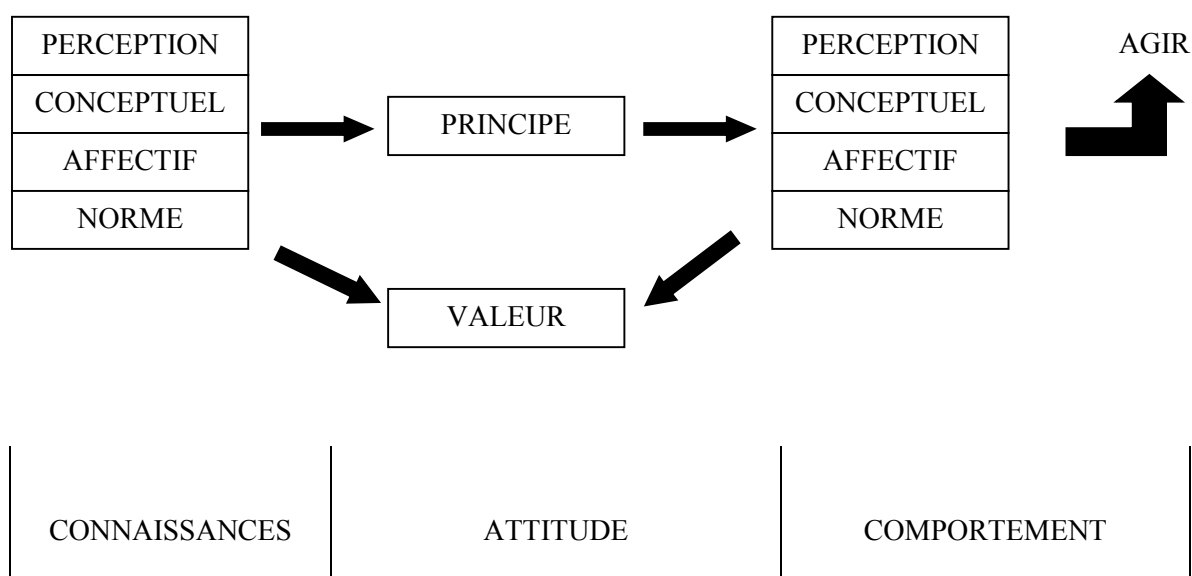 PERCEPTION
CONCEPTUEL
AFFECTIF
NORME
PRINCIPE
VALEUR
PERCEPTION
CONCEPTUEL
AFFECTIF
NORME
AGIR
CONNAISSANCES
ATTITUDE
COMPORTEMENT